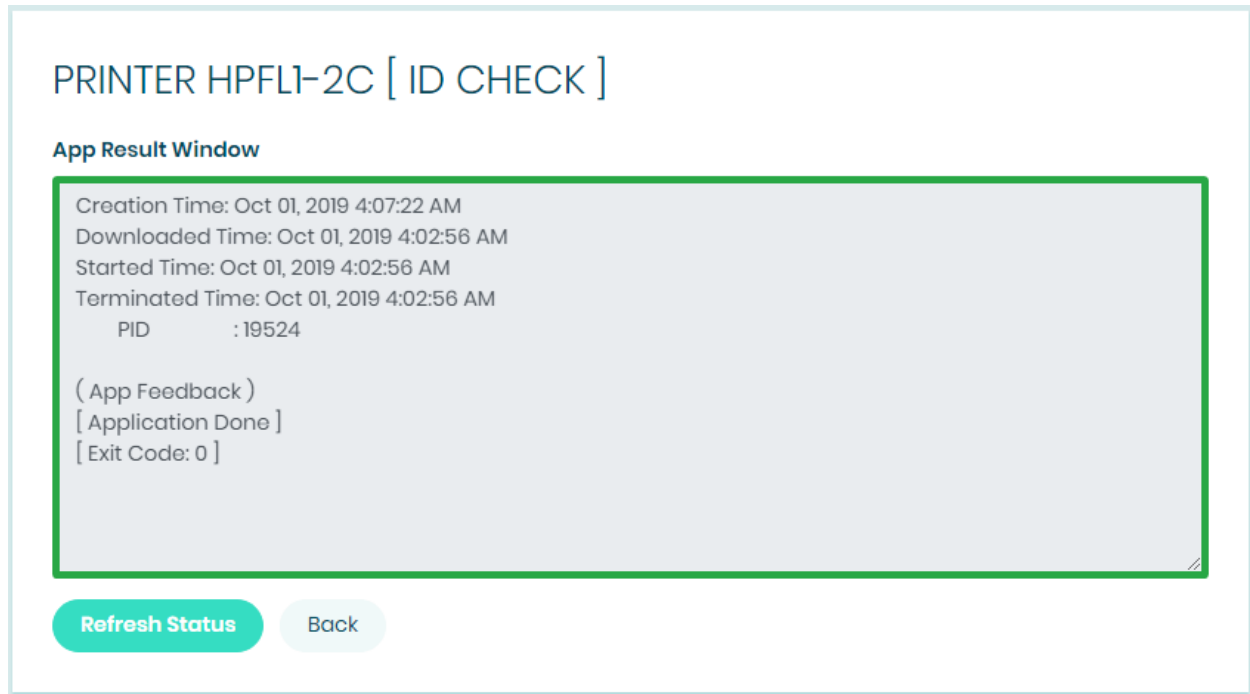 PRINTER HPFL1-2C [ ID CHECK ]
App Result Window
Creation Time: Oct 01, 2019 4:07:22 AM
Downloaded Time: Oct 01, 2019 4:02:56 AM
Started Time: Oct 01, 2019 4:02:56 AM
Terminated Time: Oct 01, 2019 4:02:56 AM
PID : 19524
( App Feedback )
[ Application Done ]
[ Exit Code: 0 ]
Refresh Status Back